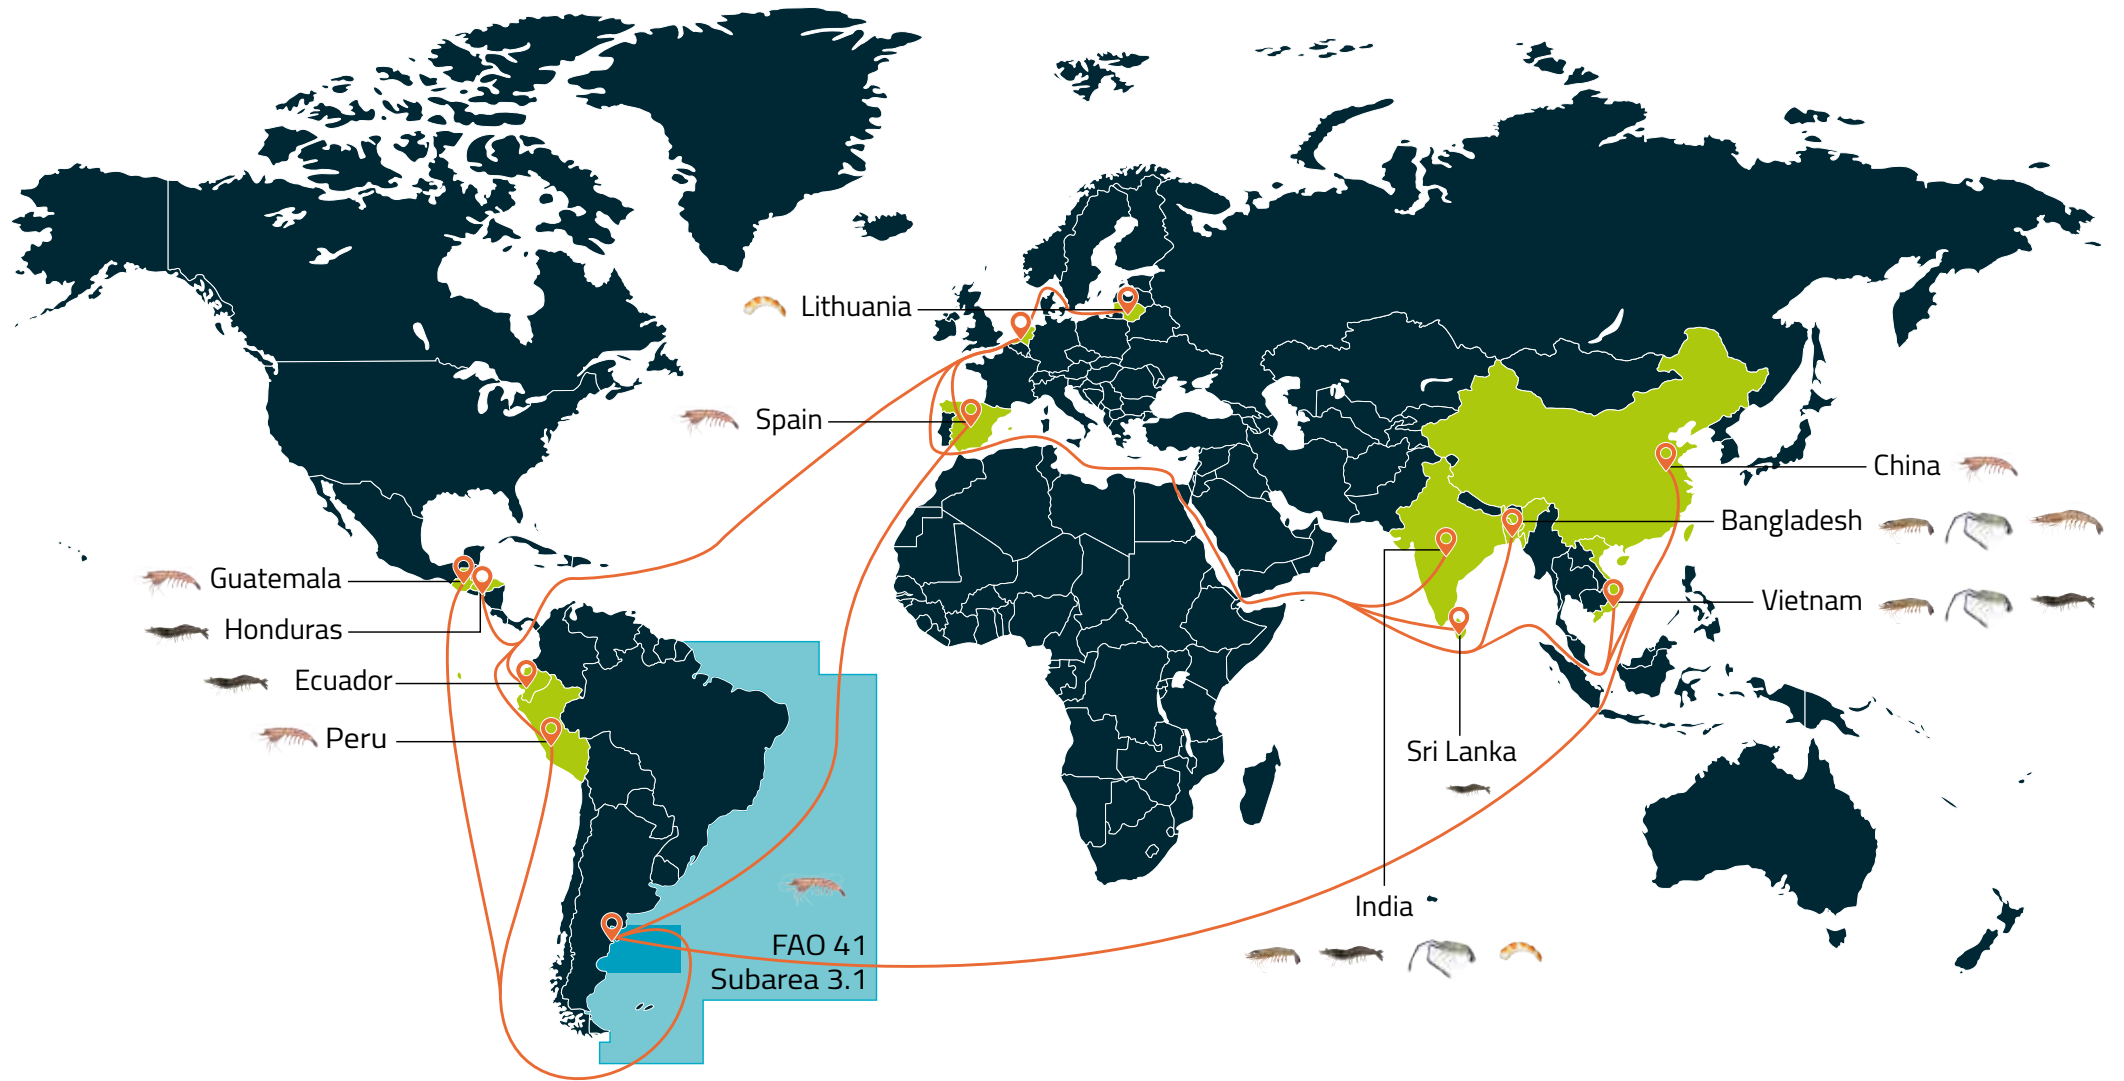 Lithuania
Spain
China
Bangladesh
Guatemala
Vietnam
Honduras
Ecuador
Peru
Sri Lanka
India
FAO 41
Subarea 3.1